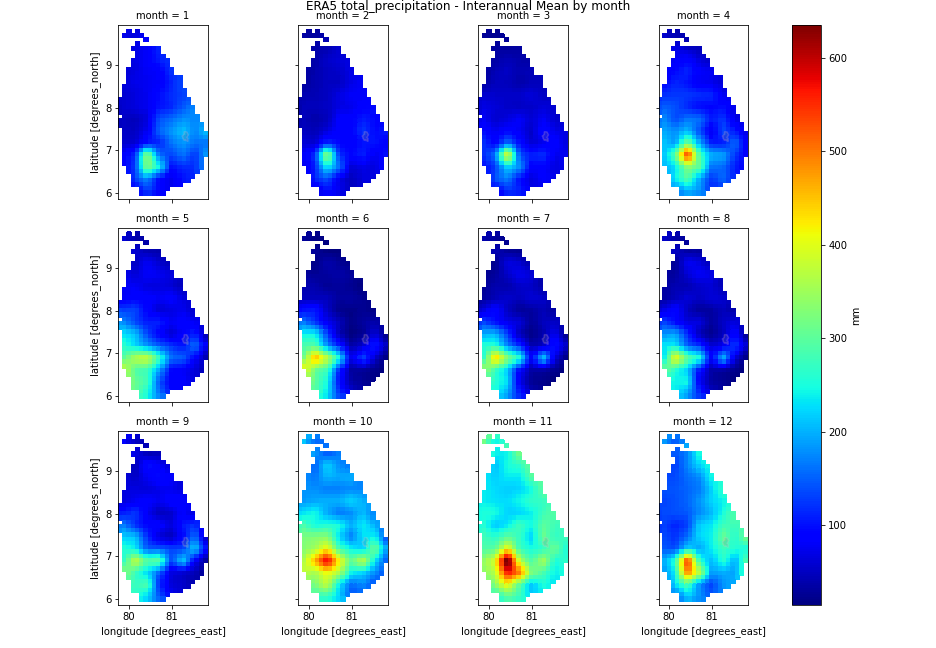 ERA5 total_precipitation - Interannual Mean by month
month = 1
month = 2
month = 3
month = 4
9
8
7
6
latitude [degrees_north]
month = 5
month = 6
month = 7
month = 8
9
8
7
6
latitude [degrees_north]
month = 9
month = 10
month = 11
month = 12
9
8
7
6
latitude [degrees_north]
80 81
80 81
80 81
80 81
longitude [degrees_east]
longitude [degrees_east]
longitude [degrees_east]
longitude [degrees_east]
600
500
400
300
200
100
mm